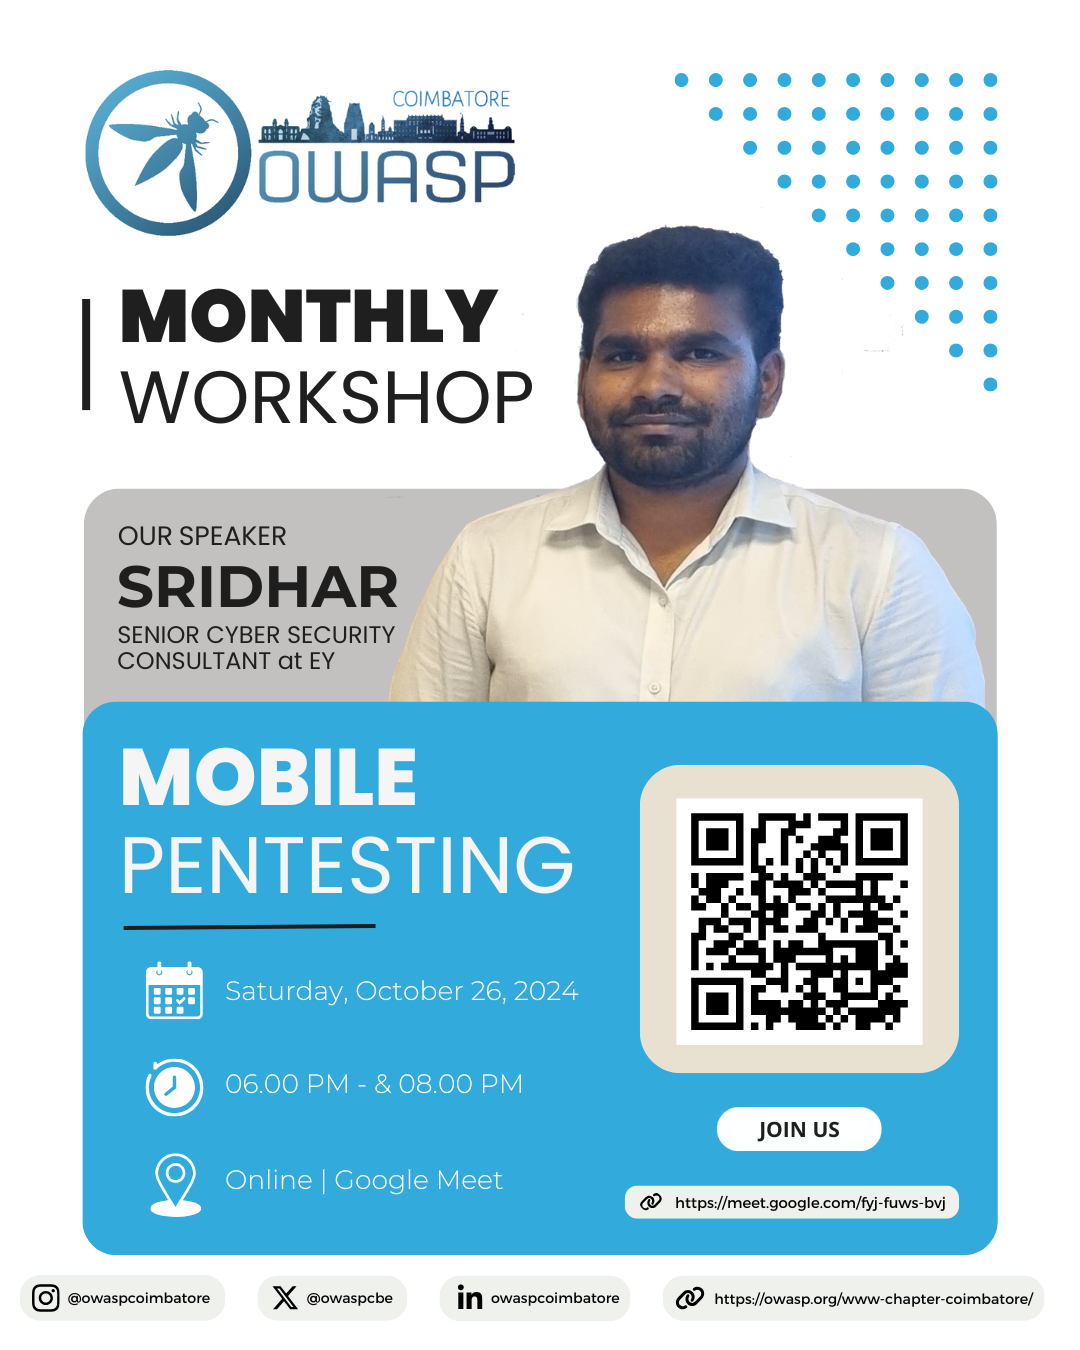 COIMBATORE
OWASP
MONTHLY
WORKSHOP
OUR SPEAKER
SRIDHAR
SENIOR CYBER SECURITY
CONSULTANT at EY
MOBILE
PENTESTING
Saturday, October 26, 2024
06.00 PM - & 08.00 PM
Online | Google Meet
JOIN US
https://meet.google.com/fyj-fuws-bvj
@owaspcoimbatore
@owaspcbe
owaspcoimbatore
https://owasp.org/www-chapter-coimbatore/